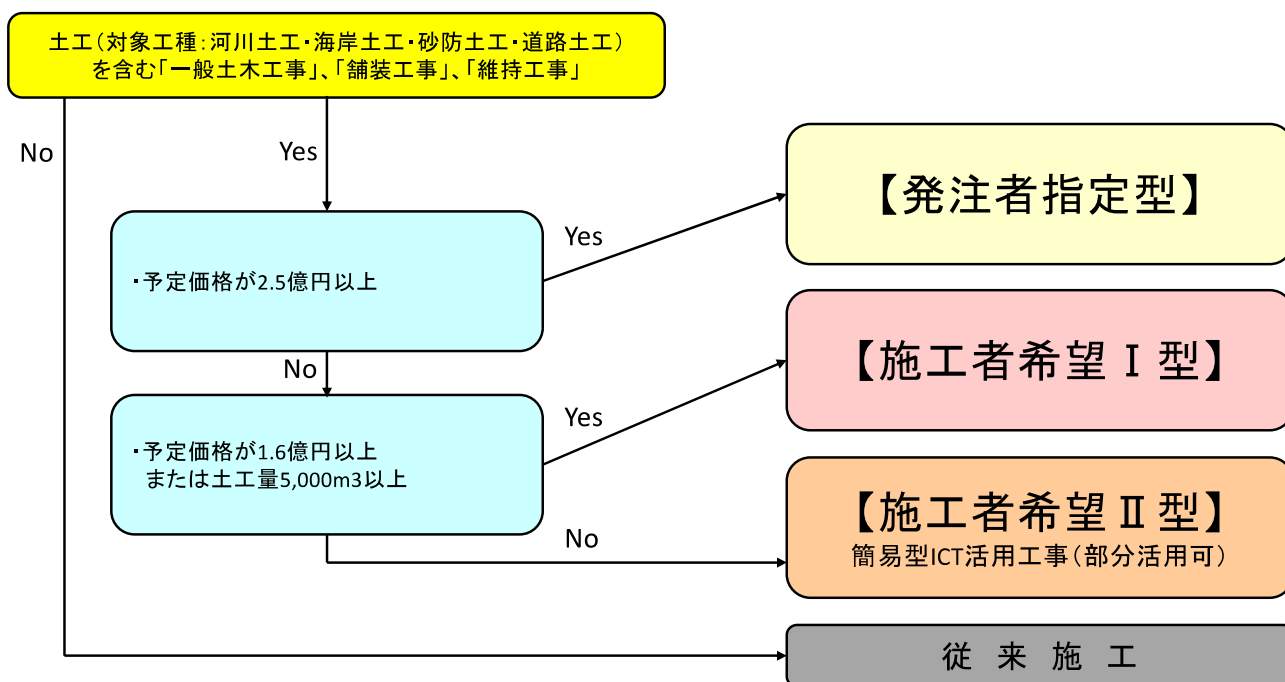 土工（対象工種：河川土工・海岸土工・砂防土工・道路土工）
を含む「一般土木工事」、「舗装工事」、「維持工事」
No
Yes
【発注者指定型】
Yes
・予定価格が2.5億円以上
【施工者希望Ⅰ型】
No
Yes
・予定価格が1.6億円以上
または土工量5,000m3以上
【施工者希望Ⅱ型】
簡易型ICT活用工事（部分活用可）
No
従来施工